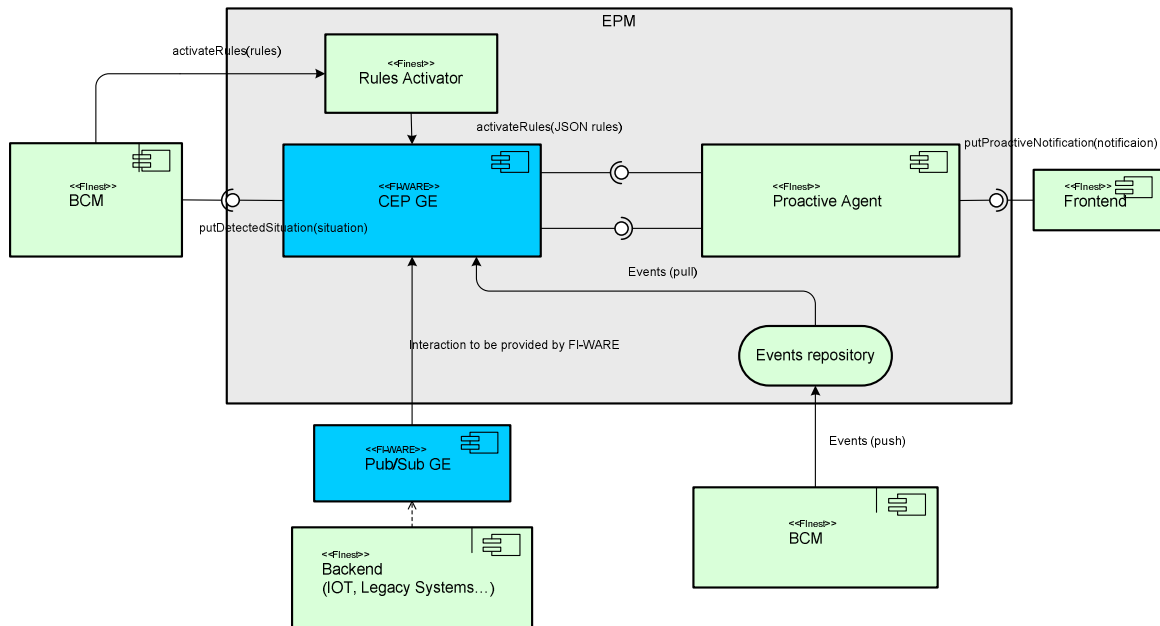 EPM
activateRules(rules)
<<Finest>>
Rules Activator
activateRules(JSON rules)
putProactiveNotification(notificaion)
<<FInest>>
BCM
<<FI-WARE>>
CEP GE
<<FInest>>
Proactive Agent
<<FInest>>
Frontend
putDetectedSituation(situation)
Events (pull)
Interaction to be provided by FI-WARE
Events repository
<<FI-WARE>>
Pub/Sub GE
Events (push)
<<FInest>>
BCM
<<FInest>>
Backend
(IOT, Legacy Systems…)